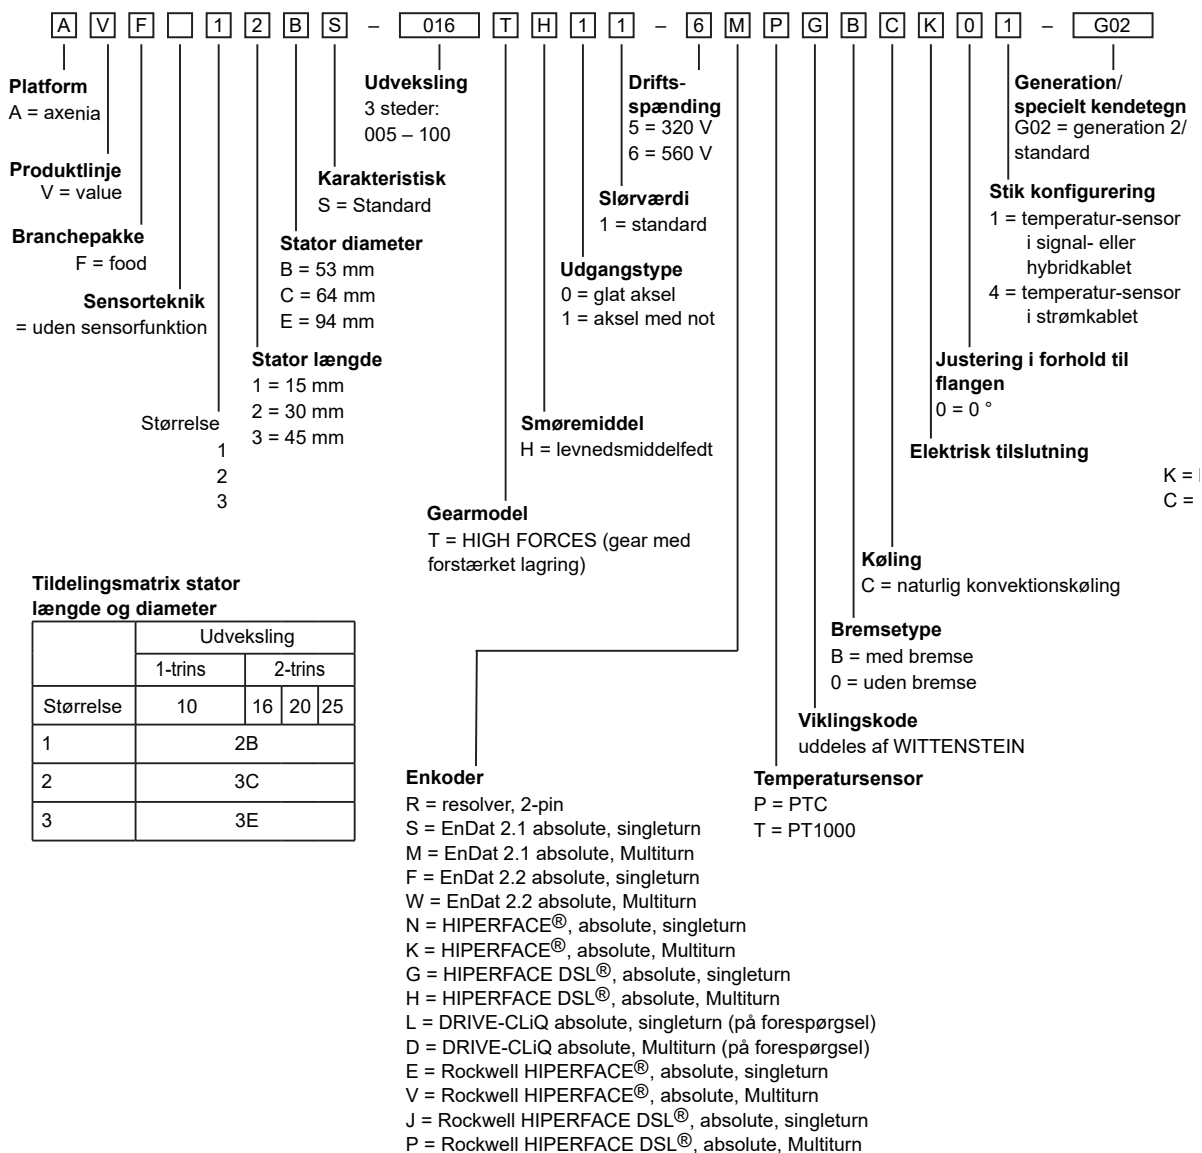 A V F 1 2 B S – 016 T H 1 1 - 6 M P G B C K 0 1 – G02
Platform
A = axenia
Produktlinje
V = value
Branchepakke
F = food
Sensorteknik
= uden sensorfunktion
Størrelse
1
2
3
Stator længde
1 = 15 mm
2 = 30 mm
3 = 45 mm
Stator diameter
B = 53 mm
C = 64 mm
E = 94 mm
Karakteristisk
S = Standard
Udveksling
3 steder:
005 – 100
Gearmodel
T = HIGH FORCES (gear med
forstærket lagring)
Smøremiddel
H = levnedsmiddelfedt
Udgangstype
0 = glat aksel
1 = aksel med not
Slørværdi
1 = standard
Drifts-
spænding
5 = 320 V
6 = 560 V
Generation/
specielt kendetegn
G02 = generation 2/
standard
Stik konfigurering
1 = temperatur-sensor
i signal- eller
hybridkablet
4 = temperatur-sensor
i strømkablet
Justering i forhold til
flangen
0 = 0 °
Elektrisk tilslutning
K =
C =
Køling
C = naturlig konvektionskøling
Bremsetype
B = med bremse
0 = uden bremse
Viklingskode
uddeles af WITTENSTEIN
Temperatursensor
P = PTC
T = PT1000
Enkoder
R = resolver, 2-pin
S = EnDat 2.1 absolute, singleturn
M = EnDat 2.1 absolute, Multiturn
F = EnDat 2.2 absolute, singleturn
W = EnDat 2.2 absolute, Multiturn
N = HIPERFACE®, absolute, singleturn
K = HIPERFACE®, absolute, Multiturn
G = HIPERFACE DSL®, absolute, singleturn
H = HIPERFACE DSL®, absolute, Multiturn
L = DRIVE-CLiQ absolute, singleturn (på forespørgsel)
D = DRIVE-CLiQ absolute, Multiturn (på forespørgsel)
E = Rockwell HIPERFACE®, absolute, singleturn
V = Rockwell HIPERFACE®, absolute, Multiturn
J = Rockwell HIPERFACE DSL®, absolute, singleturn
P = Rockwell HIPERFACE DSL®, absolute, Multiturn
Tildelingsmatrix stator
længde og diameter
Udveksling
1-trins 2-trins
Størrelse 10 16 20 25
1 2B
2 3C
3 3E